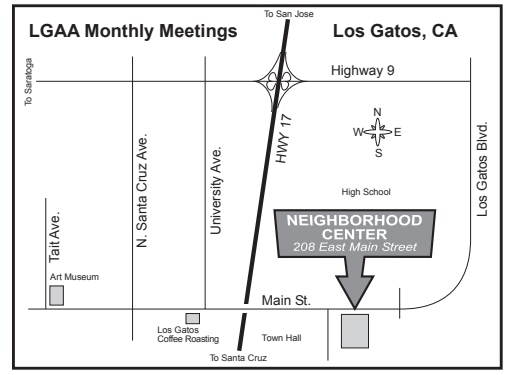 To San Jose
LGAA Monthly Meetings
Los Gatos, CA
Highway 9
To Saratoga
HWY 17
N
W E
S
Los Gatos Blvd.
Tait Ave.
N. Santa Cruz Ave.
University Ave.
High School
NEIGHBORHOOD
CENTER
208 East Main Street
Art Museum
Main St.
Los Gatos
Coffee Roasting
Town Hall
To Santa Cruz